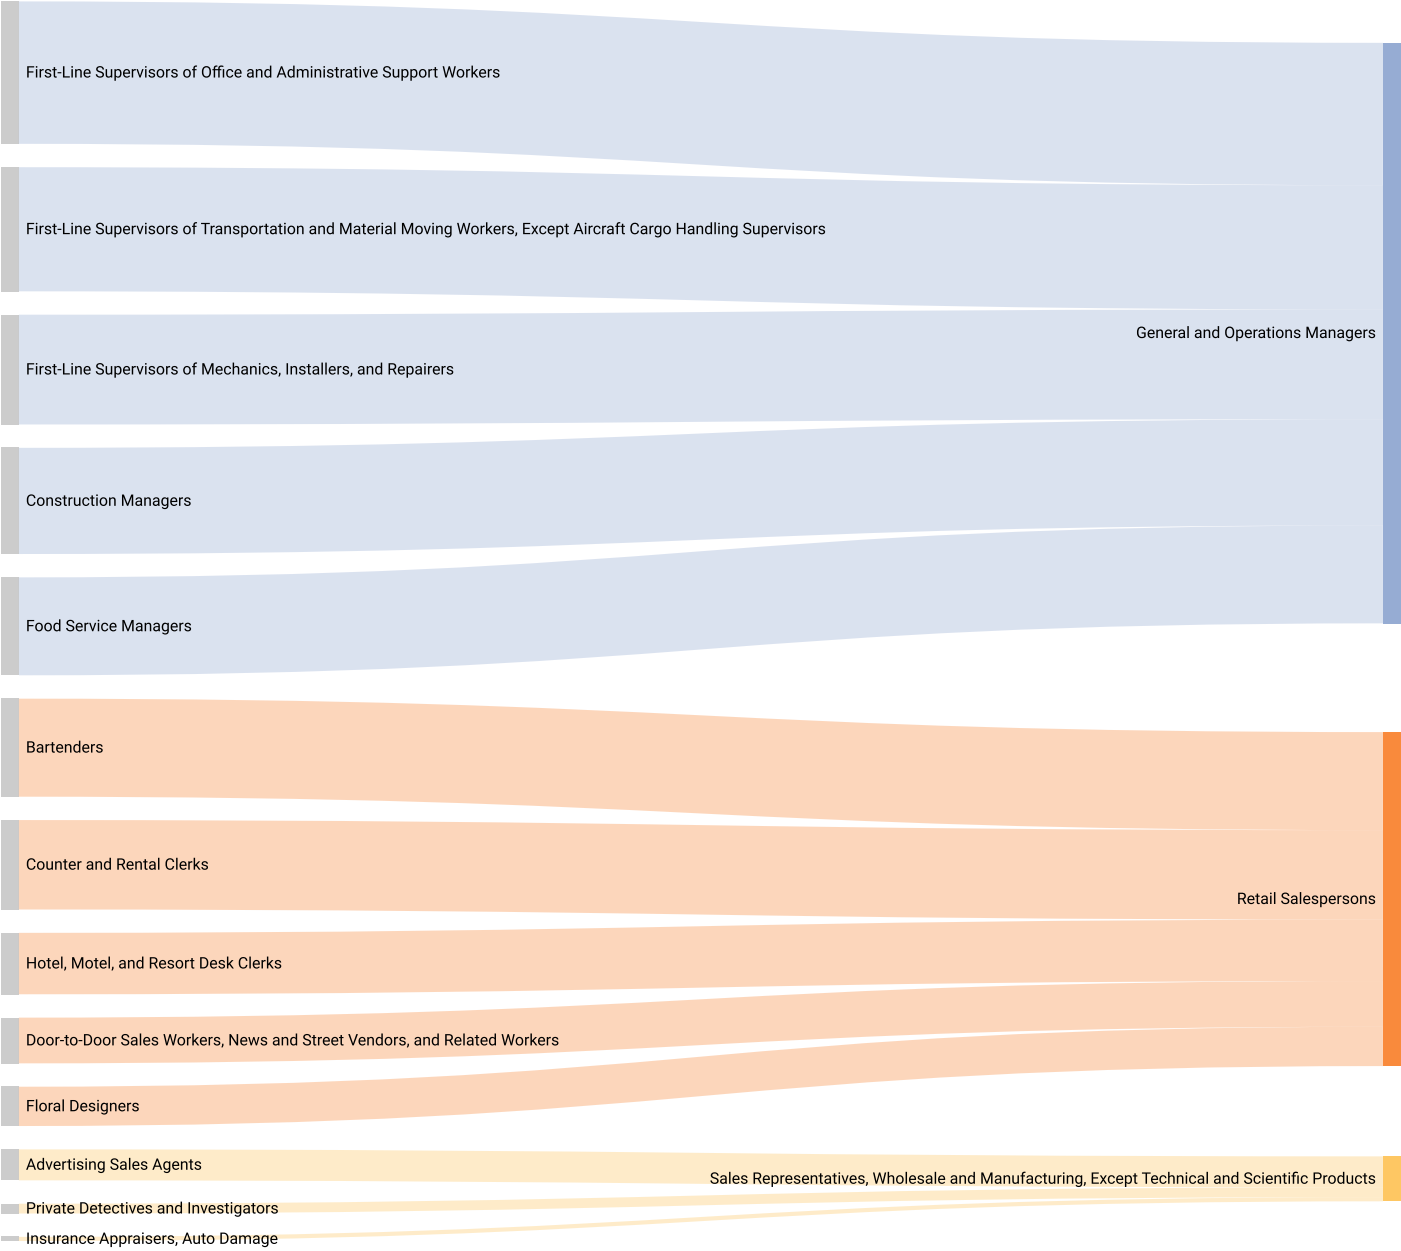 First-Line Supervisors of Office and Administrative Support Workers
First-Line Supervisors of Transportation and Material Moving Workers, Except Aircraft Cargo Handling Supervisors
General and Operations Managers
First-Line Supervisors of Mechanics, Installers, and Repairers
Construction Managers
Food Service Managers
Bartenders
Counter and Rental Clerks
Retail Salespersons
Hotel, Motel, and Resort Desk Clerks
Door-to-Door Sales Workers, News and Street Vendors, and Related Workers
Floral Designers
Advertising Sales Agents
Sales Representatives, Wholesale and Manufacturing, Except Technical and Scientific Products
Private Detectives and Investigators
Insurance Appraisers, Auto Damage